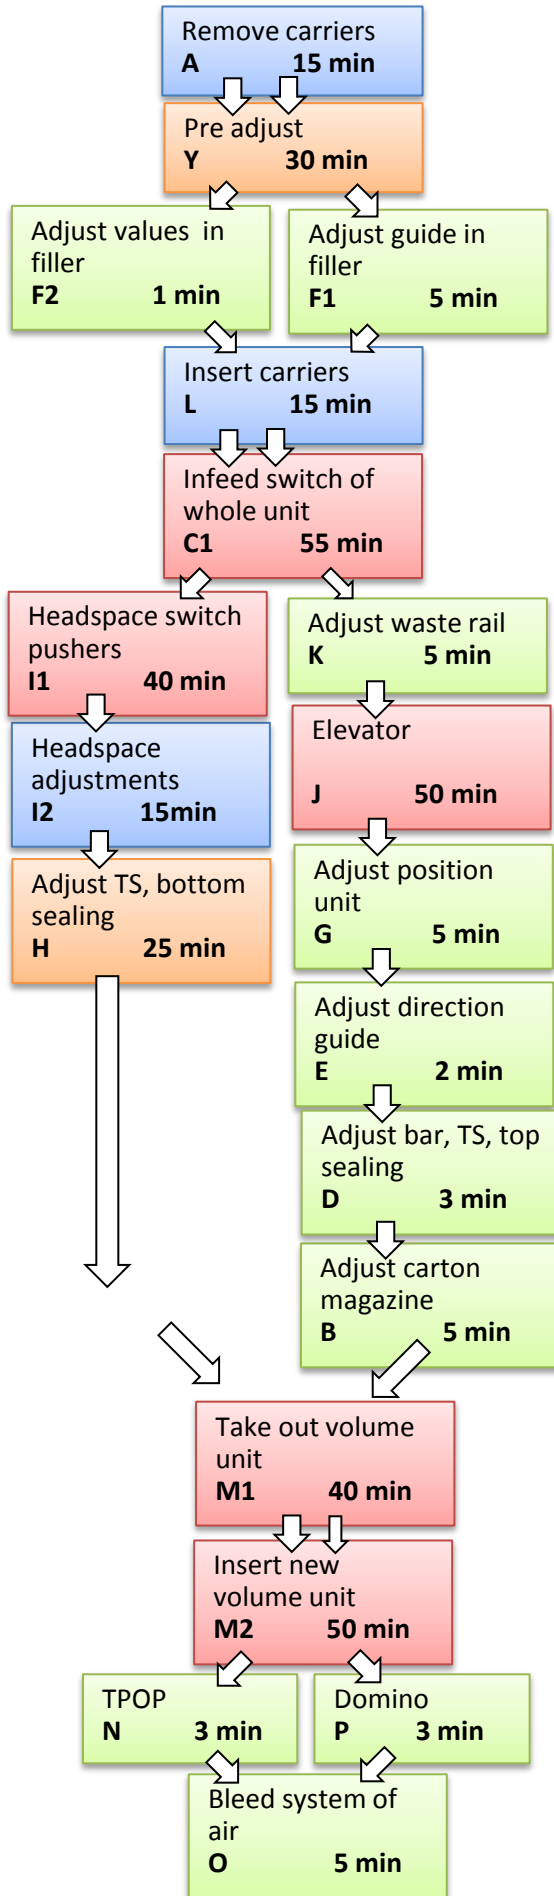 Remove carriers
A 15 min
Pre adjust
Y 30 min
Adjust values in
filler
F2 1 min
Adjust guide in
filler
F1 5 min
Insert carriers
L 15 min
Infeed switch of
whole unit
C1 55 min
Headspace switch
pushers
I1 40 min
Adjust waste rail
K 5 min
Headspace
adjustments
I2 15min
Elevator
J 50 min
Adjust TS, bottom
sealing
H 25 min
Adjust position
unit
G 5 min
Adjust direction
guide
E 2 min
Adjust bar, TS, top
sealing
D 3 min
Adjust carton
magazine
B 5 min
Take out volume
unit
M1 40 min
Insert new
volume unit
M2 50 min
TPOP
N 3 min
Domino
P 3 min
Bleed system of
air
O 5 min